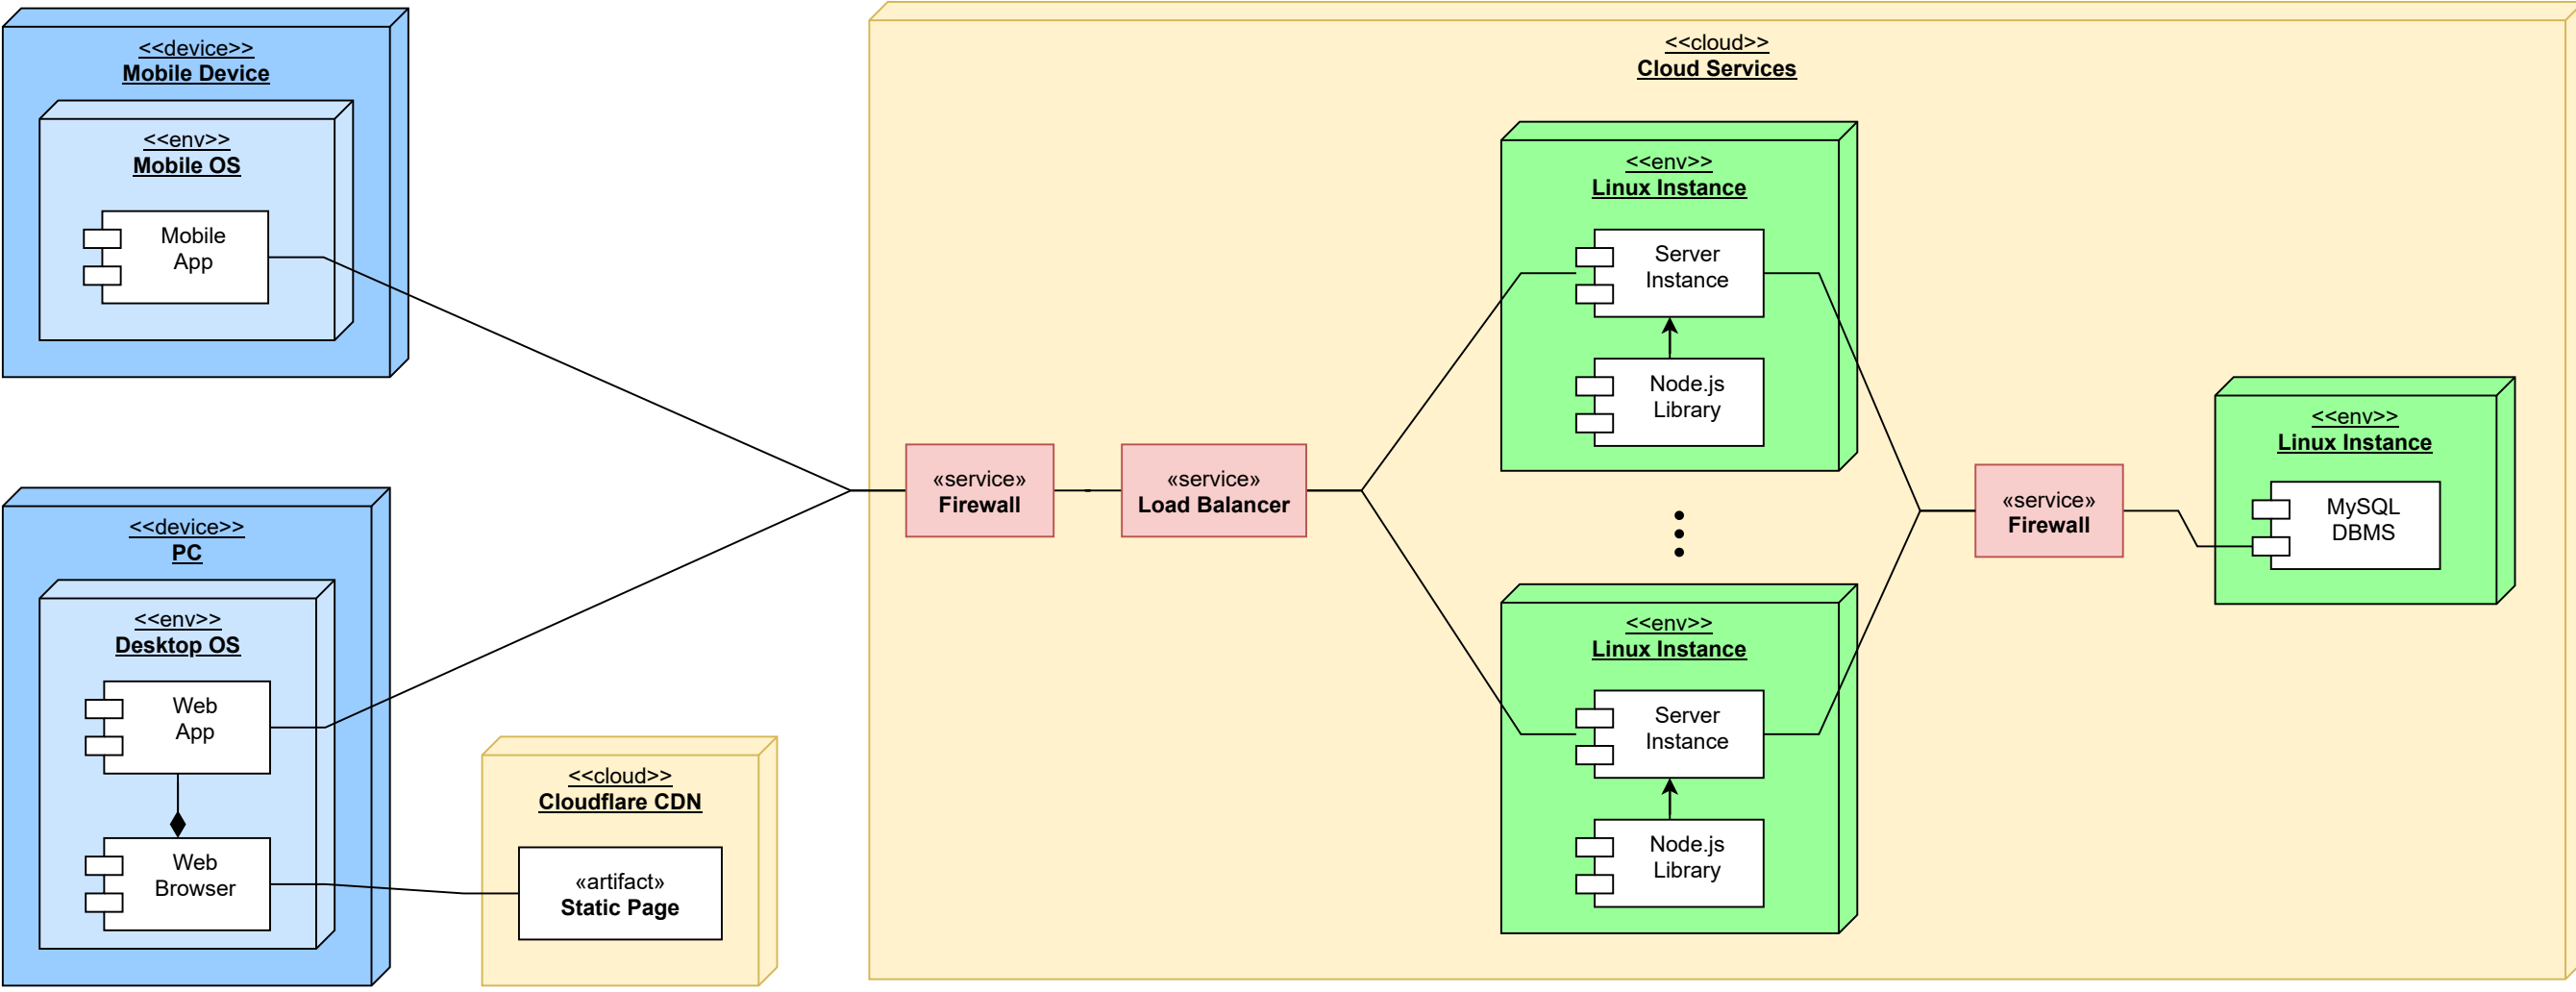 <<device>>
Mobile Device
<<env>>
Mobile OS
Mobile
App
<<device>>
PC
<<env>>
Desktop OS
Web
App
Web
Browser
<<cloud>>
Cloudflare CDN
«artifact»
Static Page
<<cloud>>
Cloud Services
«service»
Firewall
«service»
Load Balancer
<<env>>
Linux Instance
Server
Instance
Node.js
Library
<<env>>
Linux Instance
Server
Instance
Node.js
Library
«service»
Firewall
<<env>>
Linux Instance
MySQL
DBMS